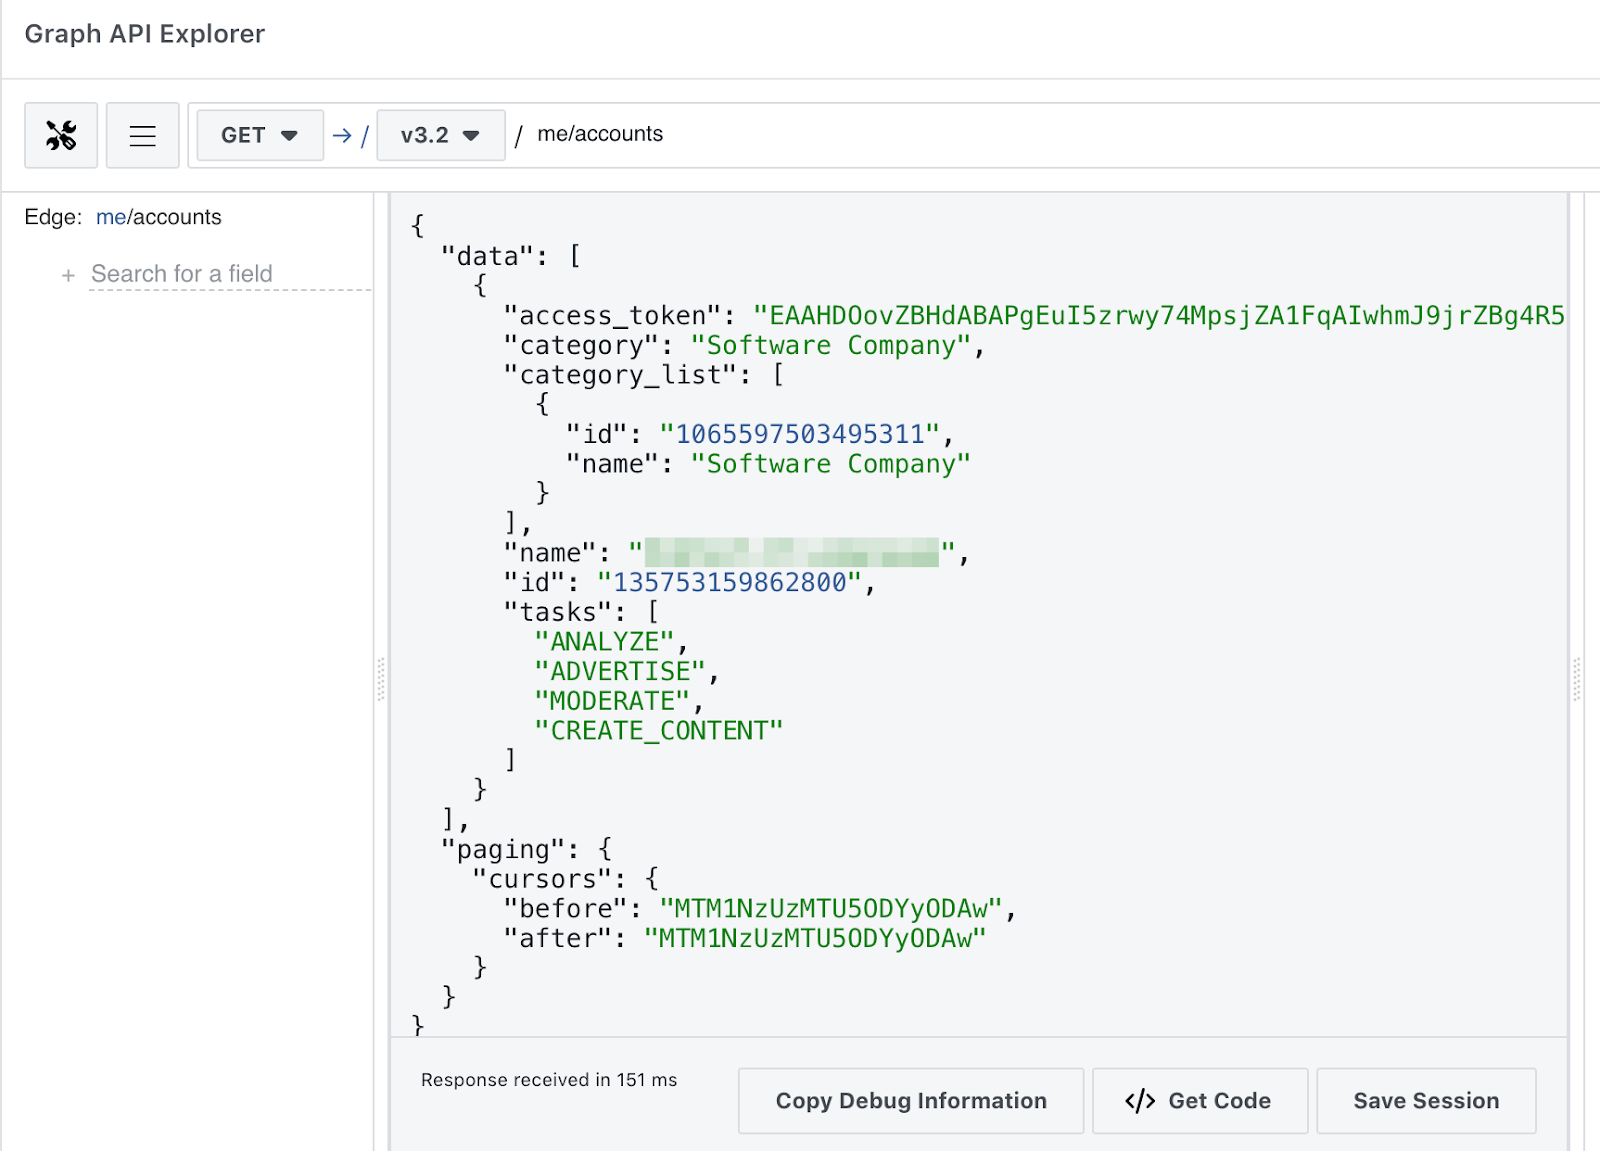 Graph API Explorer
GET → / v3.2 / me/accounts
Edge: me/accounts
+ Search for a field
{
"data": [
{
"access_token": "EAAHDOovZBHdABAPgEuI5zrwy74MpsjZA1FqAIwhmJ9jrZBg4R5
"category": "Software Company",
"category_list": [
{
"id": "1065597503495311",
"name": "Software Company"
}
],
"name": "",
"id": "135753159862800",
"tasks": [
"ANALYZE",
"ADVERTISE",
"MODERATE",
"CREATE_CONTENT"
]
}
],
"paging": {
"cursors": {
"before": "MTM1NzUzMTU5ODYyODAw",
"after": "MTM1NzUzMTU5ODYyODAw"
}
}
}
Response received in 151 ms
Copy Debug Information
</> Get Code
Save Session